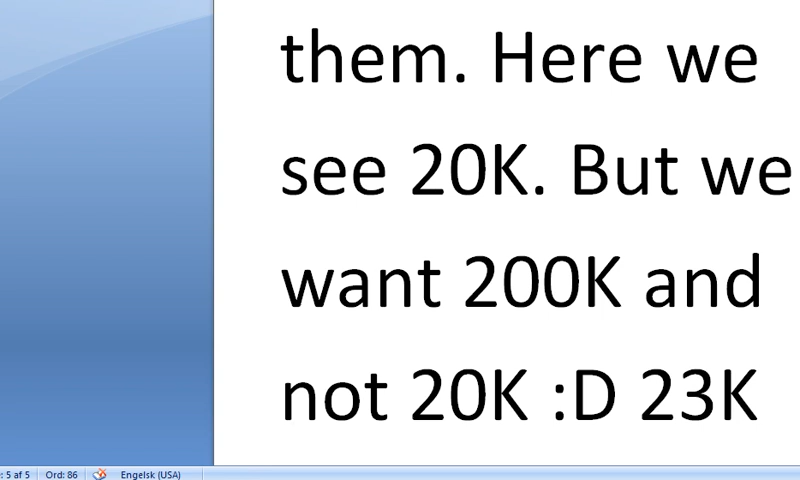 them. Here we
see 20K. But we
want 200K and
not 20K :D 23K
: 5 af 5 Ord: 86 Engelsk (USA)